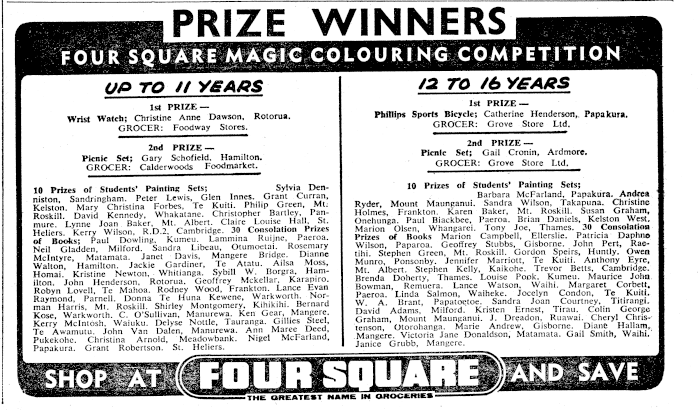 PRIZE WINNERS
FOUR SQUARE MAGIC COLOURING COMPETITION
UP TO 11 YEARS
1st PRIZE —
Wrist Watch; Christine Anne Dawson, Rotorua.
GROCER: Foodway Stores.
2nd PRIZE —
Picnic Set; Gary Schofield, Hamilton.
GROCER: Calderwoods Foodmarket.
10 Prizes of Students' Painting Sets; Sylvia Den-
niston, Sandringham. Peter Lewis, Glen Innes. Grant Curran,
Kelston. Mary Christina Forbes, Te Kuiti. Philip Green, Mt.
Roskill. David Kennedy, Whakatane. Christopher Bartley, Pan-
mure. Lynne Joan Baker, Mt. Albert. Claire Louise Hall, St.
Heliers. Kerry Wilson, R.D.2, Cambridge. 30 Consolation Prizes
of Books; Paul Dowling, Kumeu. Lammina Ruijne, Paeroa.
Neil Gladden, Milford. Sandra Libeau, Otumoetai. Rosemary
McIntyre, Matamata. Janet Davis, Mangere Bridge. Dianne
Walton, Hamilton, Jackie Gardiner, Te Atatu. Ailsa Moss,
Homai. Kristine Newton, Whitianga. Sybill W. Borgra, Ham-
ilton. John Henderson, Rotorua. Geoffrey Mckellar, Karapiro,
Robyn Lovell, Te Mahoa. Rodney Wood, Frankton. Lance Evan
Raymond, Parnell. Donna Te Huna Kewene, Warkworth. Nor-
man Harris, Mt. Roskill. Shirley Montgomery, Kihikihi. Bernard
Kose, Warkworth. C. O'Sullivan, Manurewa. Ken Gear, Mangere.
Kerry McIntosh, Waiuku. Delyse Nottle, Tauranga. Gillies Steel,
Te Awamutu. John Van Dalen, Manurewa. Ann Maree Deed,
Pukekohe. Christina Arnold, Meadowbank. Nigel McFarland,
Papakura. Grant Robertson, St. Heliers.
12 TO 16 YEARS
1st PRIZE —
Phillips Sports Bicycle; Catherine Henderson, Papakura.
GROCER: Grove Store Ltd.
2nd PRIZE —
Picnic Set; Gail Cronin, Ardmore.
GROCER: Grove Store Ltd.
10 Prizes of Students' Painting Sets;
Barbara McFarland, Papakura. Andrea
Ryder, Mount Maunganui. Sandra Wilson, Takapuna. Christine
Holmes, Frankton. Karen Baker, Mt. Roskill. Susan Graham,
Onehunga. Paul Biackbee, Paeroa. Brian Daniels, Kelston West.
Marion Olsen, Whangarei. Tony Joe, Thames. 30 Consolation
Prizes of Books Marion Campbell, Ellerslie. Patricia Daphne
Wilson, Paparoa. Geoffrey Stubbs, Gisborne. John Pert, Rae-
tihi. Stephen Green, Mt. Roskill. Gordon Speirs, Huntly. Owen
Munro, Ponsonby. Jennifer Marriott, Te Kuiti. Anthony Eyre,
Mt. Albert. Stephen Kelly, Kaikohe. Trevor Betts, Cambridge.
Brenda Doherty, Thames. Louise Popk, Kumeu. Maurice John
Bowman, Remuera. Lance Watson, Waihi. Margaret Corbett,
Paeroa. Linda Salmon, Waiheke. Jocelyn Condon, Te Kuiti.
W. A. Brant, Papatoetoe. Sandra Joan Courtney, Titirangi.
David Adams, Milford. Kristen Ernest, Tirau. Colin George
Graham, Mount Maunganui. J. Dreadon, Ruawai. Cheryl Chris-
tenson, Otorohanga. Marie Andrew, Gisborne. Diane Hallam,
Mangere. Victoria Jane Donaldson, Matamata. Gail Smith, Waihi.
Janice Grubb, Mangere.
SHOP AT FOUR SQUARE AND SAVE
THE GREATEST NAME IN GROCERIES